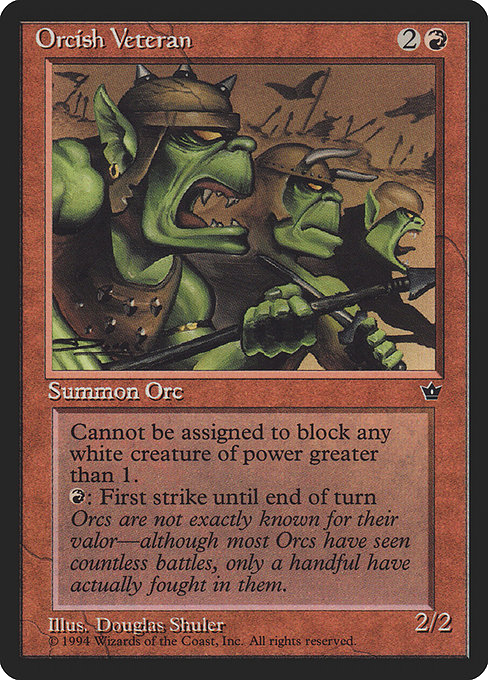 Orcish Veteran 2
Summon Orc
Cannot be assigned to block any
white creature of power greater
than 1.
: First strike until end of turn
Orcs are not exactly known for their
valor—although most Orcs have seen
countless battles, only a handful have
actually fought in them.
Illus. Douglas Shuler 2/2
© 1994 Wizards of the Coast, Inc. All rights reserved.